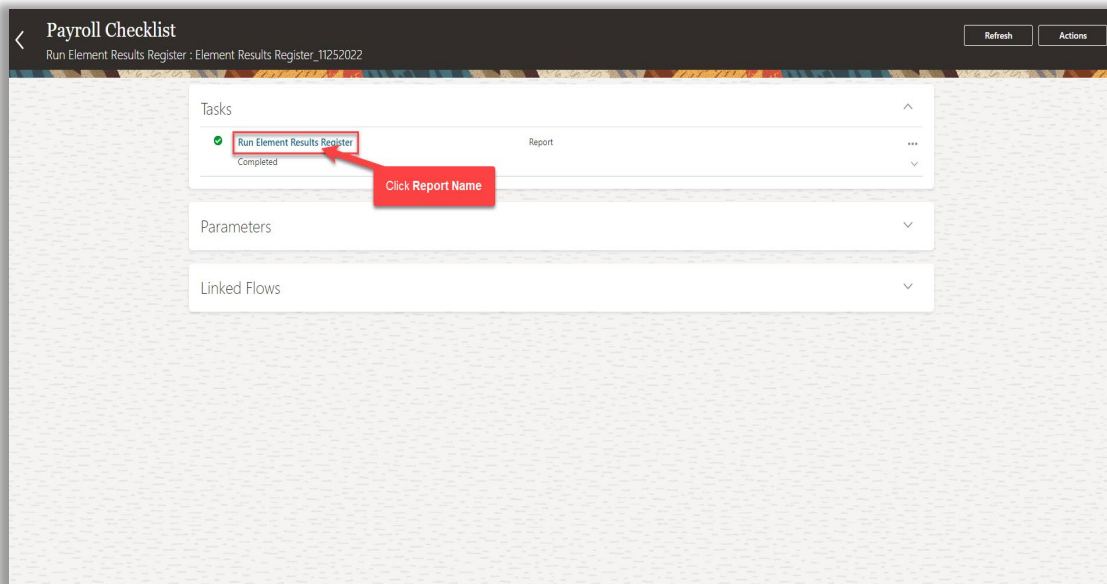 Payroll Checklist
Run Element Results Register : Element Results Register_11252022
Refresh
Actions
Tasks
Run Element Results Register
Report
Completed
Click Report Name
Parameters
Linked Flows